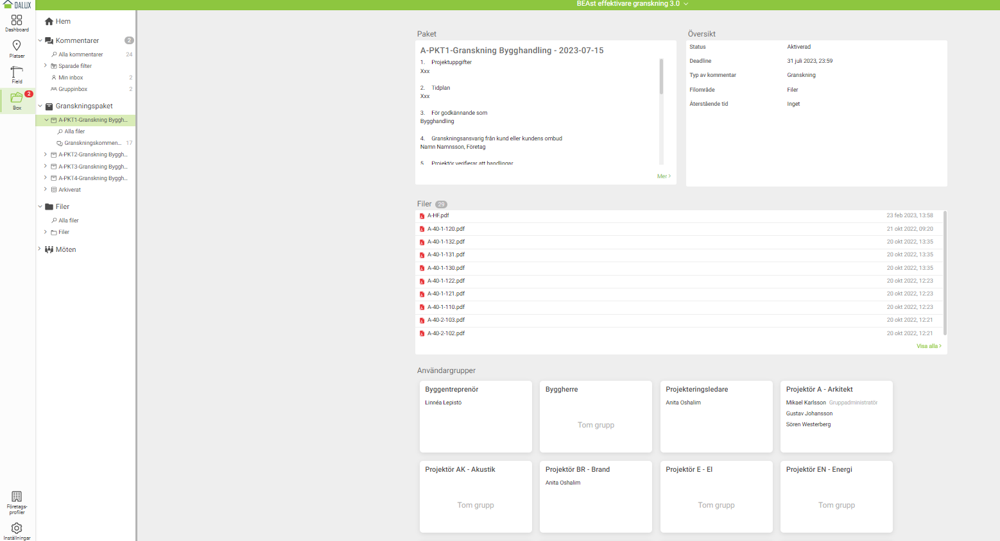 DALUX
BEAst effektivare granskning 3.0
Dashboard
Platser
Field
2
Box
Företags-
profiler
Inställningar
Hem
Kommentarer 2
Alla kommentarer 24
Sparade filter
Min inbox 2
Gruppinbox 2
Granskningspaket
A-PKT1-Granskning Byggh...
Alla filer
Granskningskommen... 17
A-PKT2-Granskning Byggh...
A-PKT3-Granskning Byggh...
A-PKT4-Granskning Byggh...
Arkiverat
Filer
Alla filer
Filer
Möten
Paket
A-PKT1-Granskning Bygghandling - 2023-07-15
1. Projektuppgifter
Xxx
2. Tidplan
Xxx
3. För godkännande som
Bygghandling
4. Granskningsansvarig från kund eller kundens ombud
Namn Namnsson, Företag
5. Projektör verifierar att handlingar
Mer
Översikt
Status Aktiverad
Deadline 31 juli 2023, 23:59
Typ av kommentar Granskning
Filområde Filer
Återstående tid Inget
Filer 29
A-HF.pdf 23 feb 2023, 13:58
A-40-1-120.pdf 21 okt 2022, 09:20
A-40-1-132.pdf 20 okt 2022, 13:35
A-40-1-131.pdf 20 okt 2022, 13:35
A-40-1-130.pdf 20 okt 2022, 13:35
A-40-1-122.pdf 20 okt 2022, 12:23
A-40-1-121.pdf 20 okt 2022, 12:23
A-40-1-110.pdf 20 okt 2022, 12:23
A-40-2-103.pdf 20 okt 2022, 12:21
A-40-2-102.pdf 20 okt 2022, 12:21
Visa alla
Användargrupper
Byggentreprenör
Linnéa Lepistö
Byggherre
Tom grupp
Projekteringsledare
Anita Oshalim
Projektör A - Arkitekt
Mikael Karlsson Gruppadministratör
Gustav Johansson
Sören Westerberg
Projektör AK - Akustik
Tom grupp
Projektör BR - Brand
Anita Oshalim
Projektör E - El
Tom grupp
Projektör EN - Energi
Tom grupp